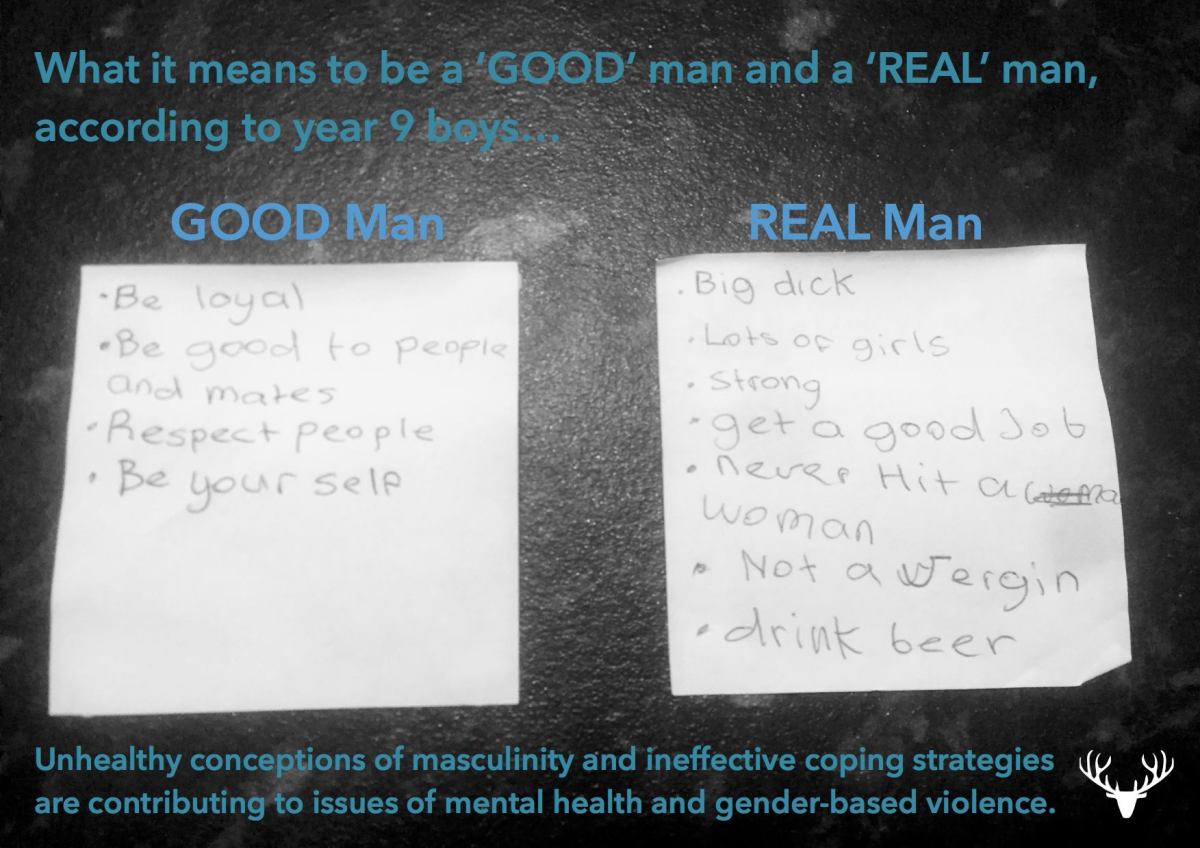 What it means to be a ‘GOOD’ man and a ‘REAL’ man,
according to year 9 boys...
GOOD Man
• Be loyal
• Be good to people
and mates
• Respect people
• Be your self
REAL Man
• Big dick
• Lots of girls
• Strong
• get a good Job
• never Hit a
woman
• Not a Vergin
• drink beer
Unhealthy conceptions of masculinity and ineffective coping strategies
are contributing to issues of mental health and gender-based violence.